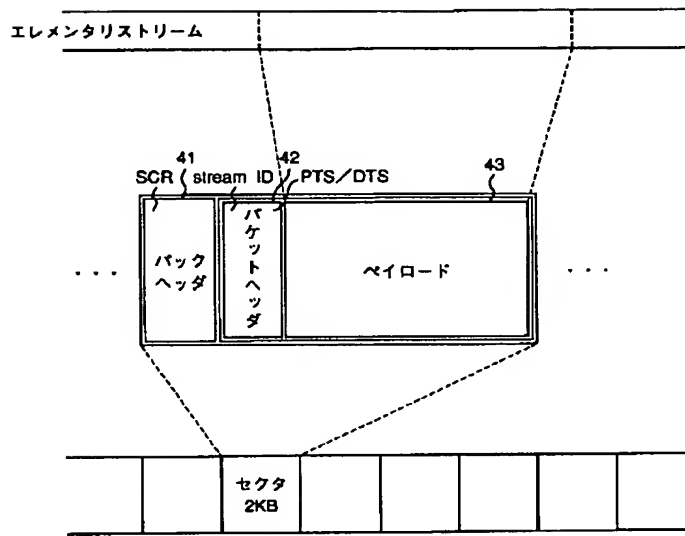 エレメンタリストリーム
41
42
43
SCR
stream ID
PTS/DTS
パック
ヘッダ
パケットヘッダ
ペイロード
...
...
セクタ
2KB